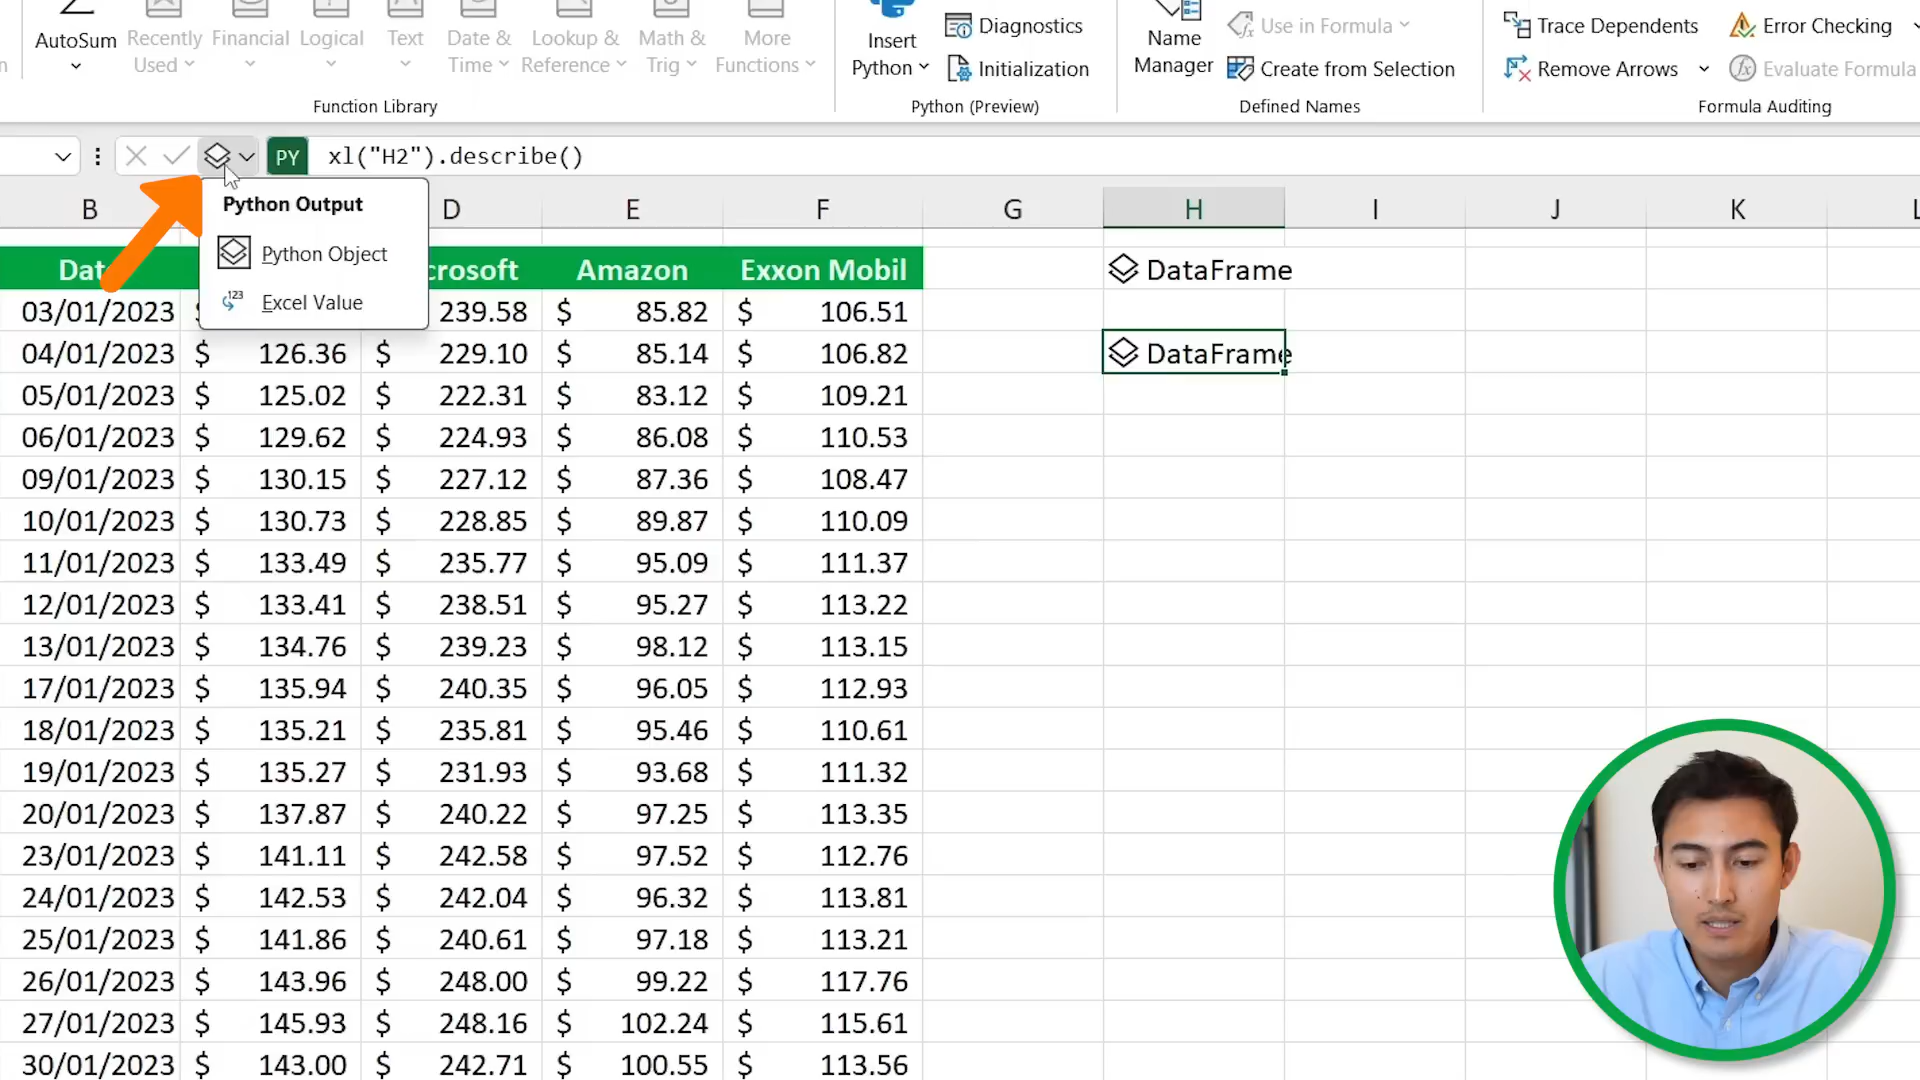 AutoSum
Recently Used
Financial
Logical
Text
Date & Time
Lookup & Reference
Math & Trig
More Functions
Function Library
Insert Python
Diagnostics
Initialization
Python (Preview)
Name Manager
Use in Formula
Create from Selection
Defined Names
Trace Dependents
Remove Arrows
Error Checking
Evaluate Formula
Formula Auditing
PY xl("H2").describe()
Python Output
Python Object
123 Excel Value
B D E F G H I J K L
Dat crosoft Amazon Exxon Mobil DataFrame
03/01/2023 $ 239.58 $ 85.82 $ 106.51
04/01/2023 $ 126.36 $ 229.10 $ 85.14 $ 106.82 DataFrame
05/01/2023 $ 125.02 $ 222.31 $ 83.12 $ 109.21
06/01/2023 $ 129.62 $ 224.93 $ 86.08 $ 110.53
09/01/2023 $ 130.15 $ 227.12 $ 87.36 $ 108.47
10/01/2023 $ 130.73 $ 228.85 $ 89.87 $ 110.09
11/01/2023 $ 133.49 $ 235.77 $ 95.09 $ 111.37
12/01/2023 $ 133.41 $ 238.51 $ 95.27 $ 113.22
13/01/2023 $ 134.76 $ 239.23 $ 98.12 $ 113.15
17/01/2023 $ 135.94 $ 240.35 $ 96.05 $ 112.93
18/01/2023 $ 135.21 $ 235.81 $ 95.46 $ 110.61
19/01/2023 $ 135.27 $ 231.93 $ 93.68 $ 111.32
20/01/2023 $ 137.87 $ 240.22 $ 97.25 $ 113.35
23/01/2023 $ 141.11 $ 242.58 $ 97.52 $ 112.76
24/01/2023 $ 142.53 $ 242.04 $ 96.32 $ 113.81
25/01/2023 $ 141.86 $ 240.61 $ 97.18 $ 113.21
26/01/2023 $ 143.96 $ 248.00 $ 99.22 $ 117.76
27/01/2023 $ 145.93 $ 248.16 $ 102.24 $ 115.61
30/01/2023 $ 143.00 $ 242.71 $ 100.55 $ 113.56